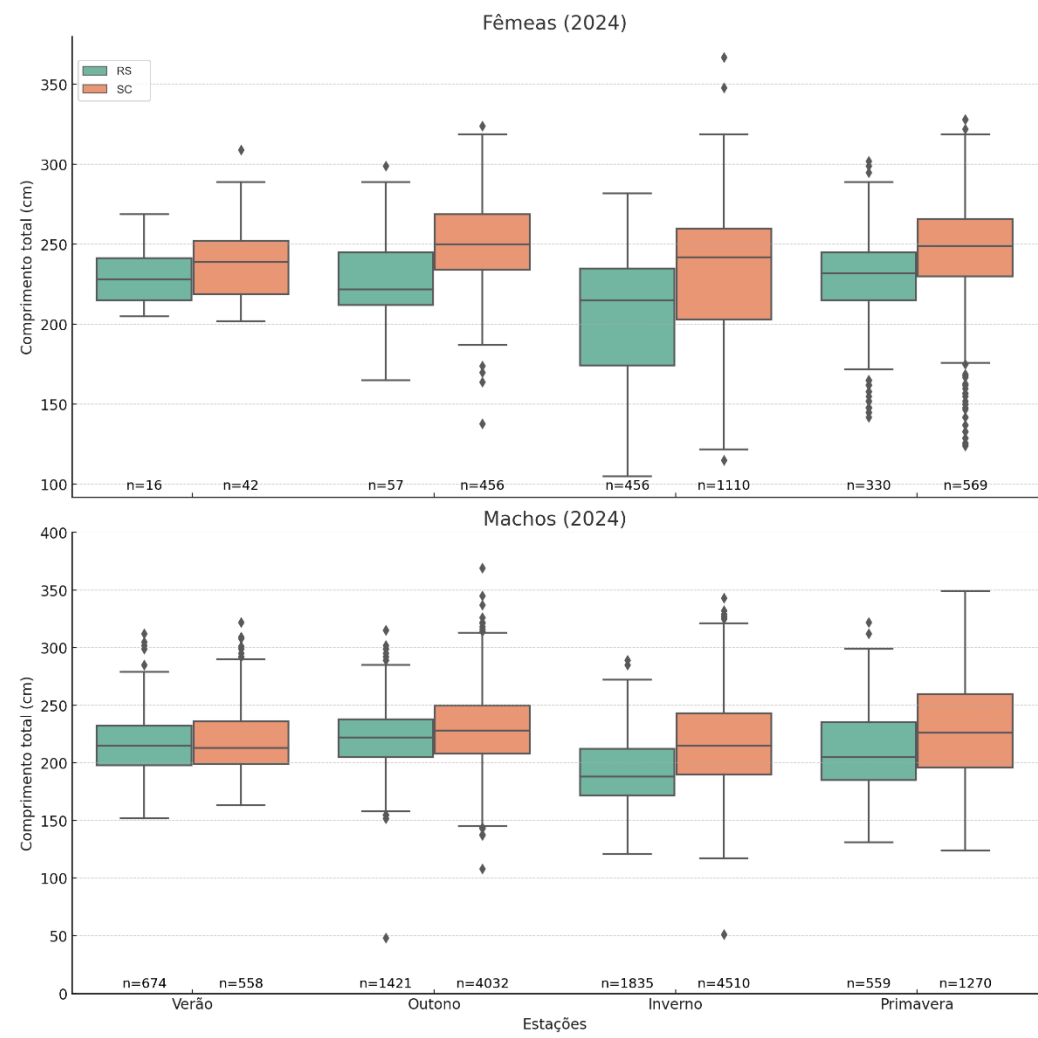 Fêmeas (2024)
RS
SC
350
300
250
200
150
100
Comprimento total (cm)
n=16 n=42 n=57 n=456 n=456 n=1110 n=330 n=569
Machos (2024)
400
350
300
250
200
150
100
50
0
Comprimento total (cm)
n=674 n=558 n=1421 n=4032 n=1835 n=4510 n=559 n=1270
Verão Outono Inverno Primavera
Estações